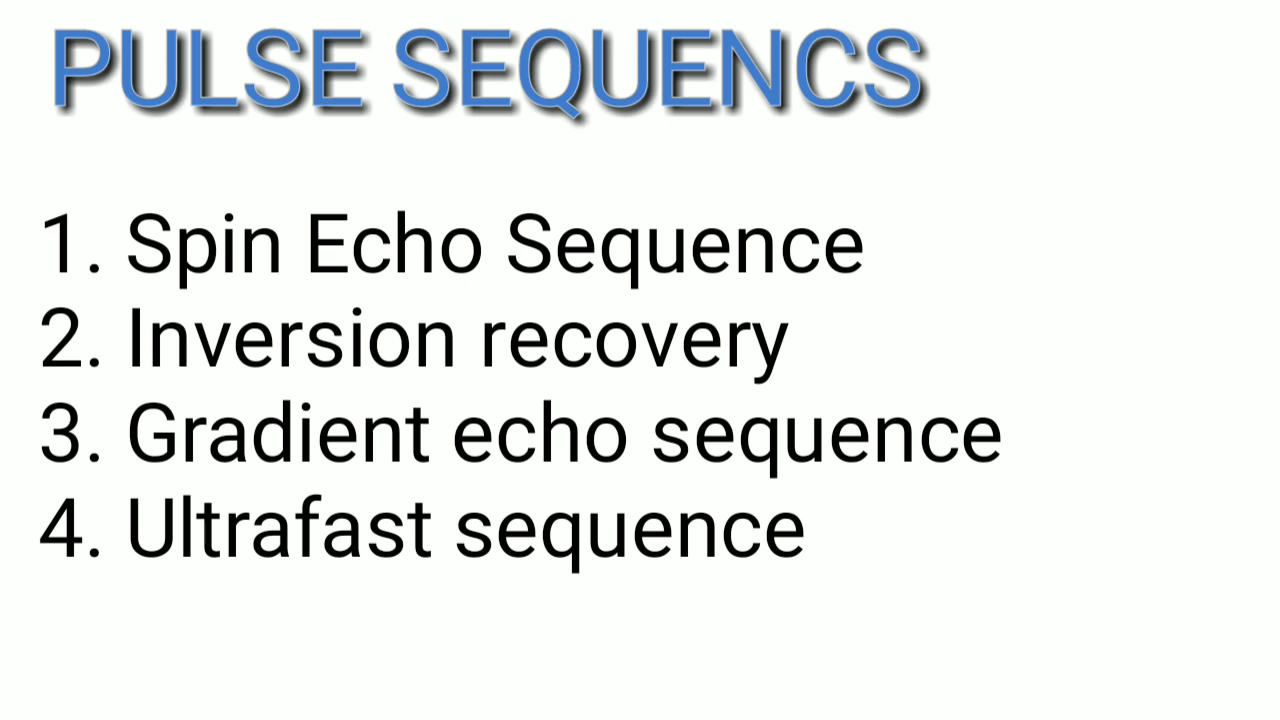 PULSE SEQUENCS
1. Spin Echo Sequence
2. Inversion recovery
3. Gradient echo sequence
4. Ultrafast sequence